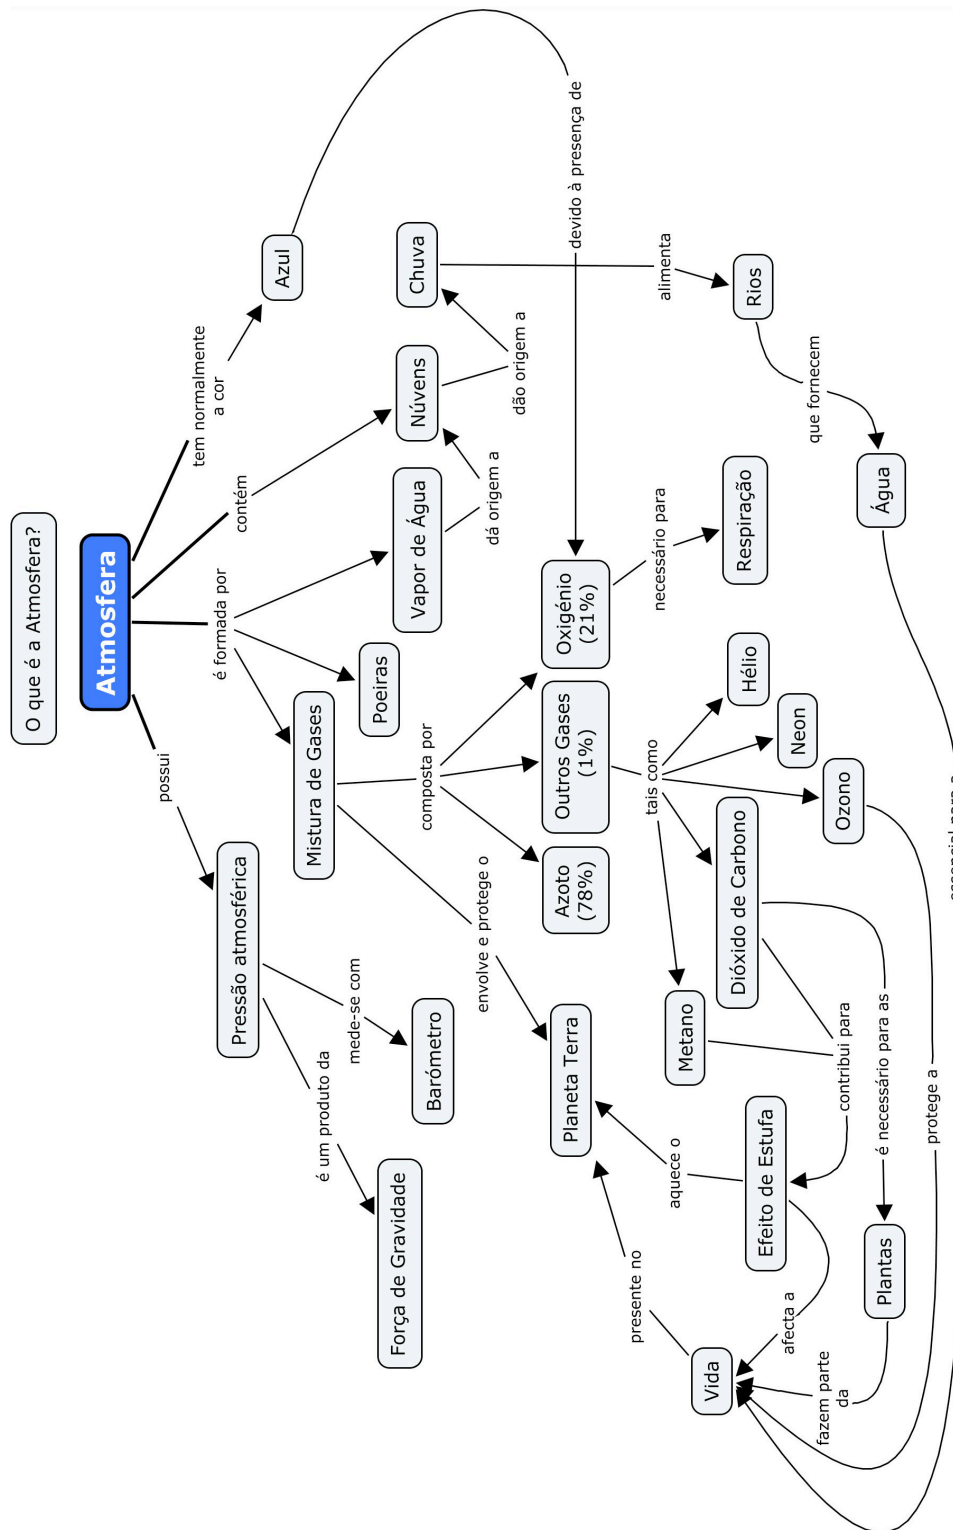 O que é a Atmosfera?
Atmosfera
possui
é formada por
contém
tem normalmente
a cor
Pressão atmosférica
Azul
Mistura de Gases
Poeiras
Vapor de Água
Núvens
Chuva
é um produto da
mede-se com
Força de Gravidade
Barómetro
envolve e protege o
composta por
dá origem a
dão origem a
devido à presença de
Planeta Terra
Azoto
(78%)
Outros Gases
(1%)
Oxigénio
(21%)
presente no
aquece o
tais como
necessário para
alimenta
Vida
Metano
Dióxido de Carbono
Hélio
Respiração
Rios
Efeito de Estufa
Neon
afecta a
contribui para
Ozono
que fornecem
fazem parte
da
Plantas
é necessário para as
Água
protege a